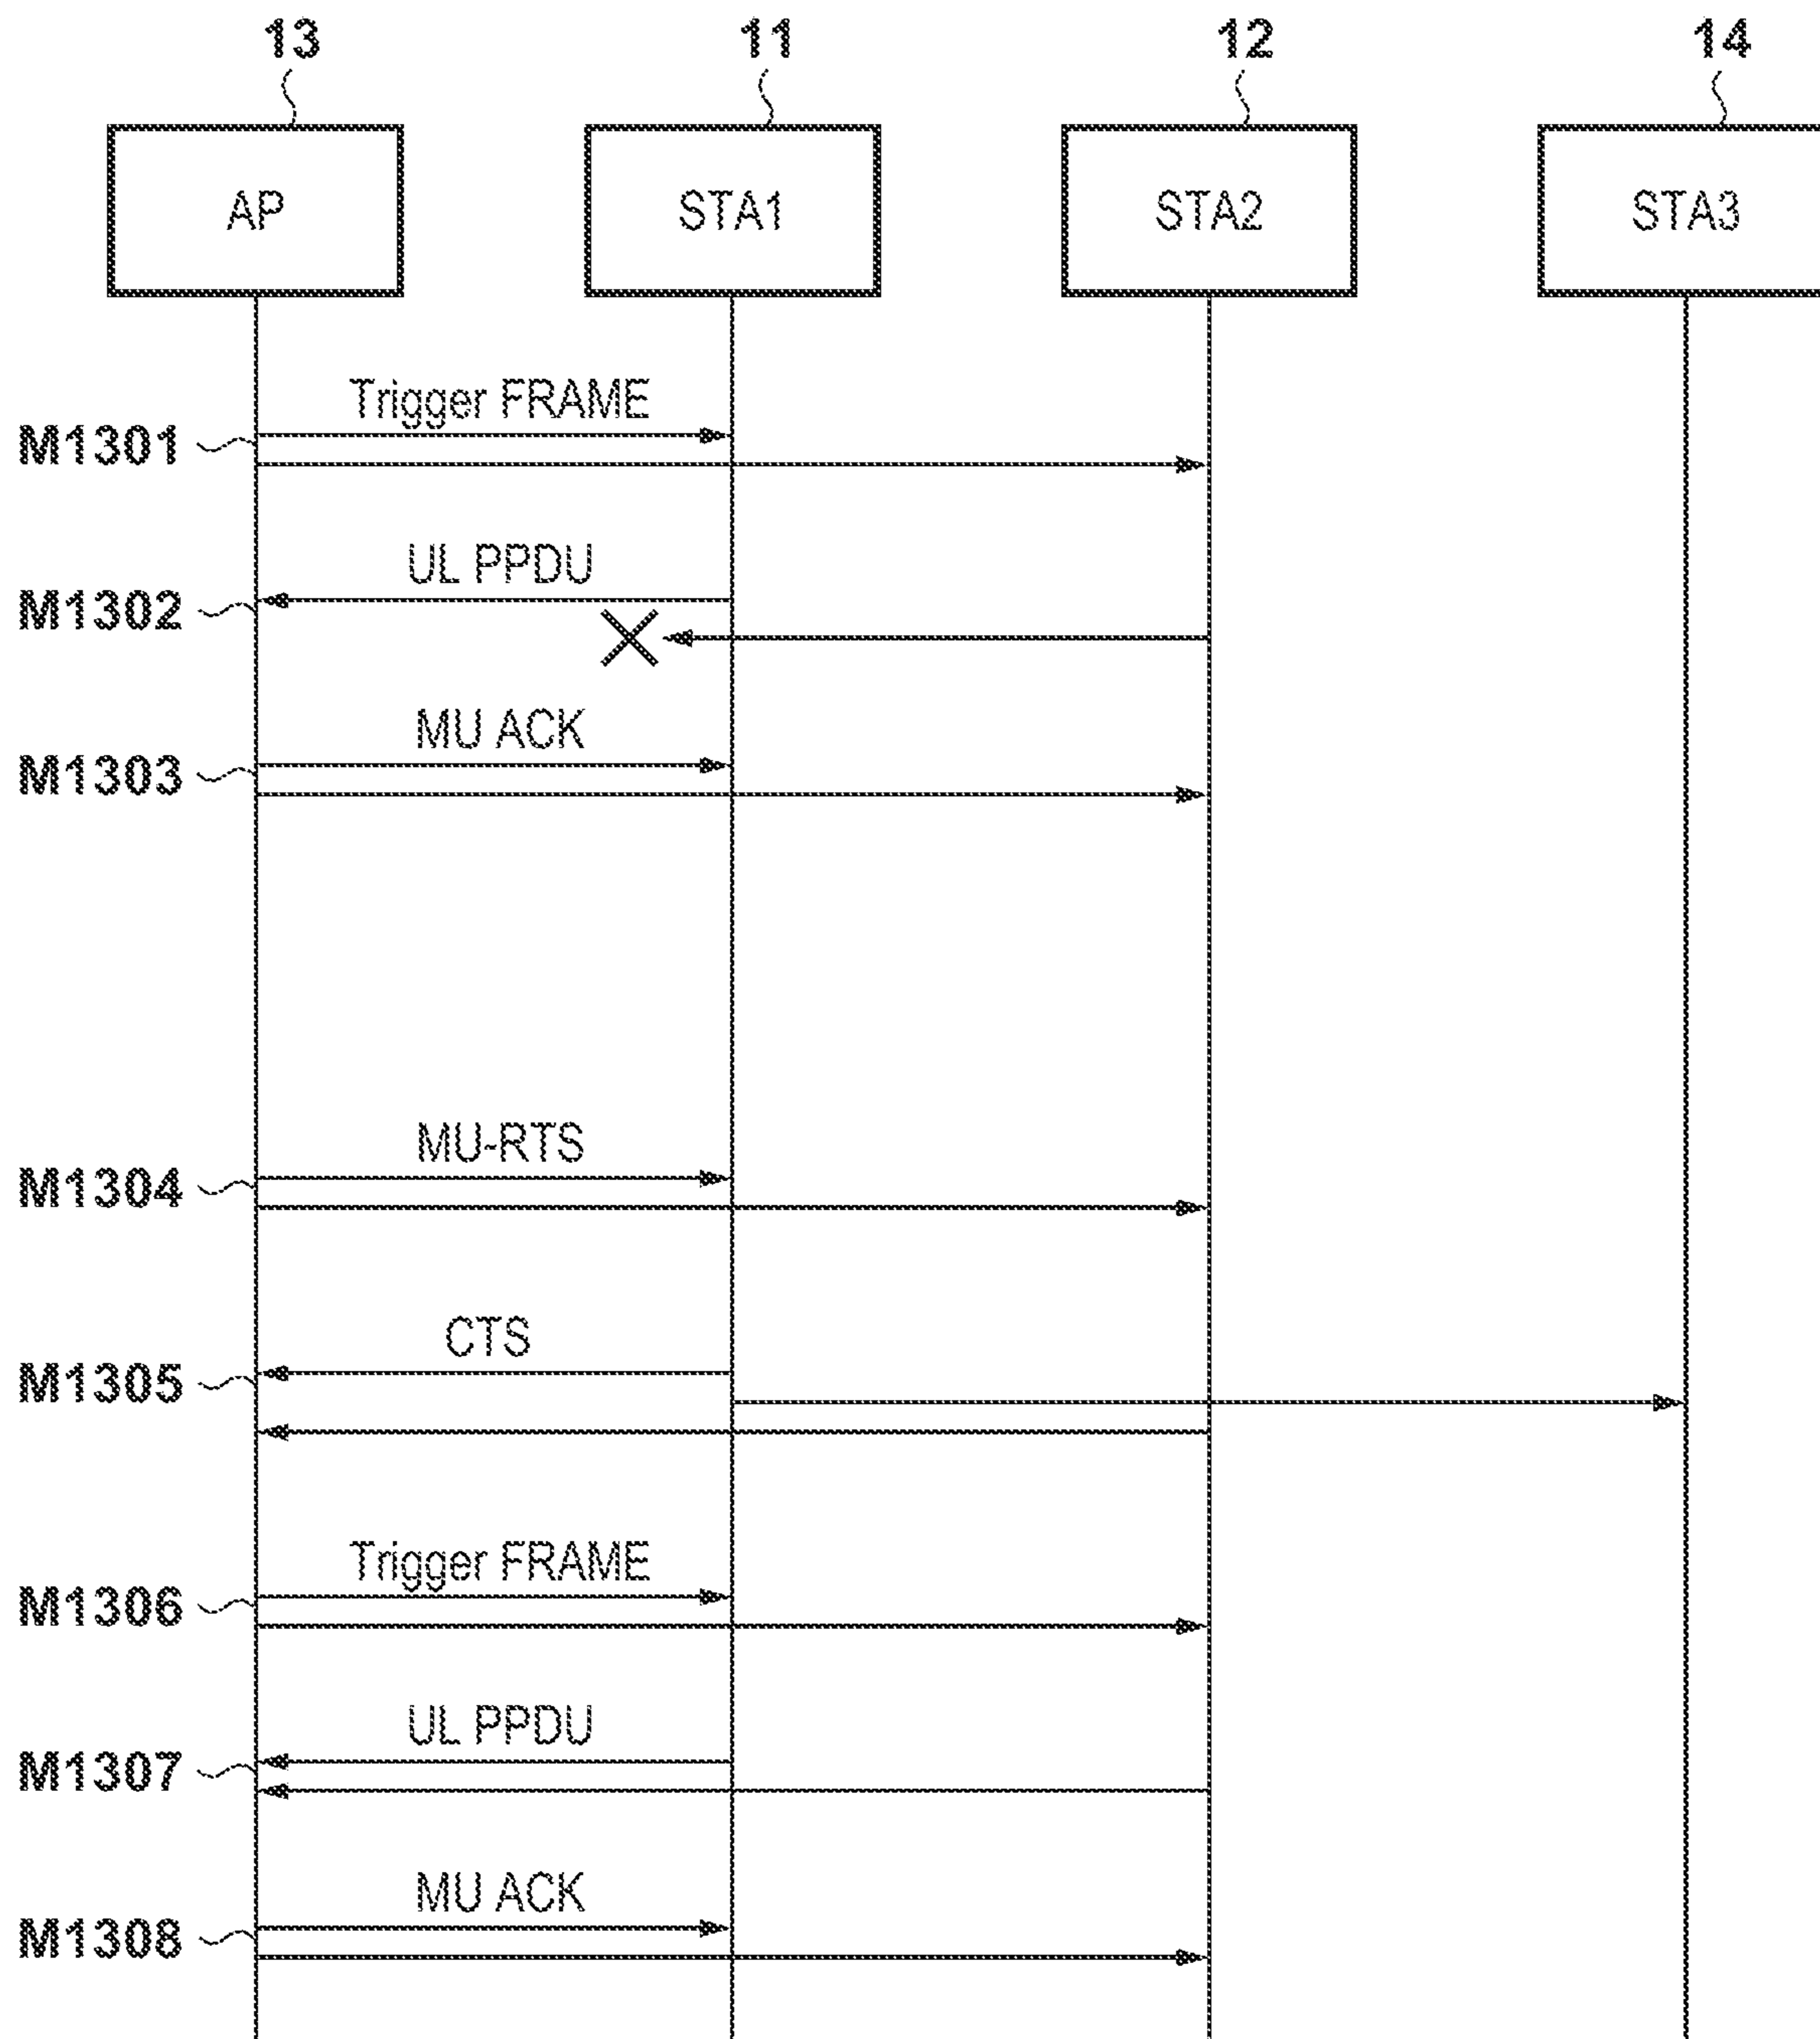 13 11 12 14
AP STA1 STA2 STA3
Trigger FRAME
M1301
UL PPDU
M1302
MU ACK
M1303
MU-RTS
M1304
CTS
M1305
Trigger FRAME
M1306
UL PPDU
M1307
MU ACK
M1308